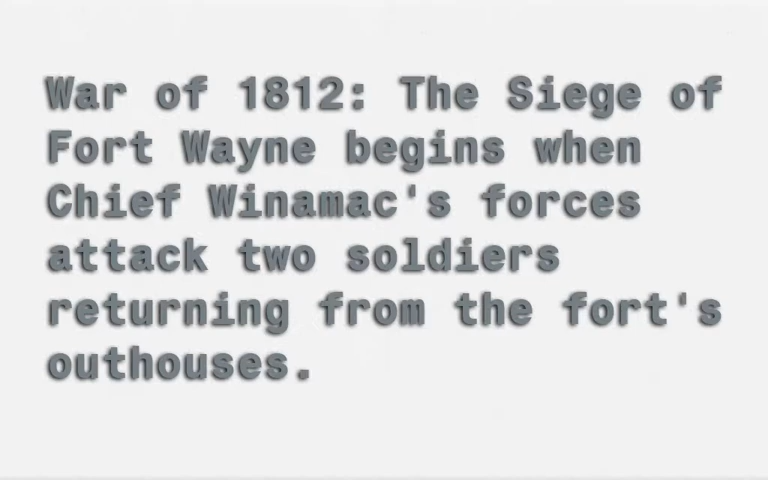 War of 1812: The Siege of
Fort Wayne begins when
Chief Winamac's forces
attack two soldiers
returning from the fort's
outhouses.